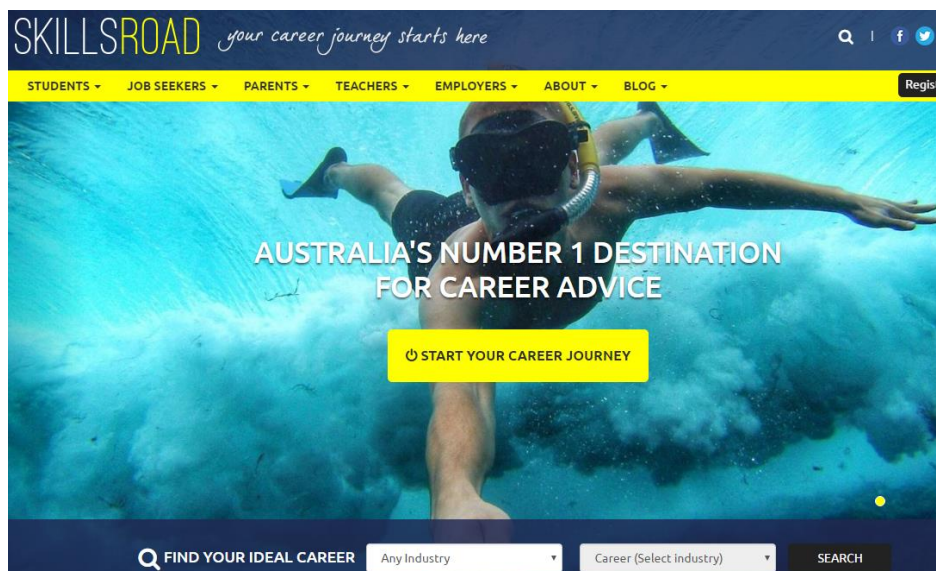 SKILLSROAD your career journey starts here
STUDENTS JOB SEEKERS PARENTS TEACHERS EMPLOYERS ABOUT BLOG Regis
AUSTRALIA'S NUMBER 1 DESTINATION
FOR CAREER ADVICE
START YOUR CAREER JOURNEY
FIND YOUR IDEAL CAREER Any Industry Career (Select industry) SEARCH